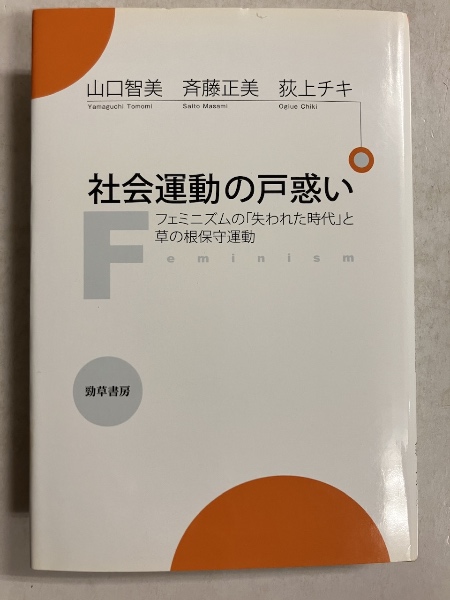 山口智美 斉藤正美 荻上チキ
Yamaguchi Tomomi Saito Masami Ogiue Chiki
社会運動の戸惑い
フェミニズムの「失われた時代」と
草の根保守運動
Feminism
勁草書房